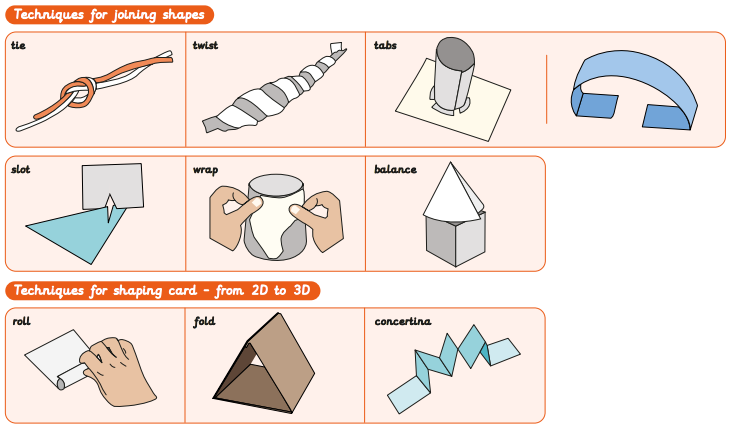 Techniques for joining shapes
tie
twist
tabs
slot
wrap
balance
Techniques for shaping card - from 2D to 3D
roll
fold
concertina